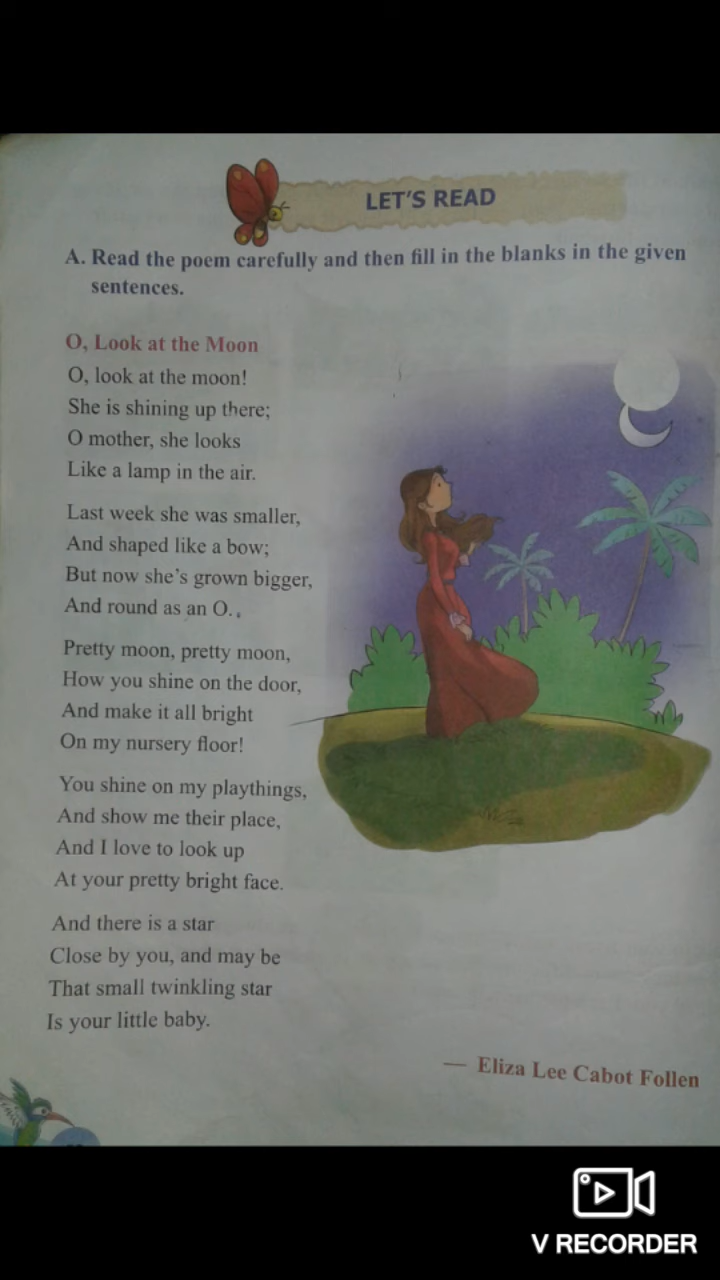 LET'S READ
A. Read the poem carefully and then fill in the blanks in the given
sentences.
O, Look at the Moon
O, look at the moon!
She is shining up there;
O mother, she looks
Like a lamp in the air.
Last week she was smaller,
And shaped like a bow;
But now she's grown bigger,
And round as an O..
Pretty moon, pretty moon,
How you shine on the door,
And make it all bright
On my nursery floor!
You shine on my playthings,
And show me their place,
And I love to look up
At your pretty bright face.
And there is a star
Close by you, and may be
That small twinkling star
Is your little baby.
— Eliza Lee Cabot Follen
V RECORDER